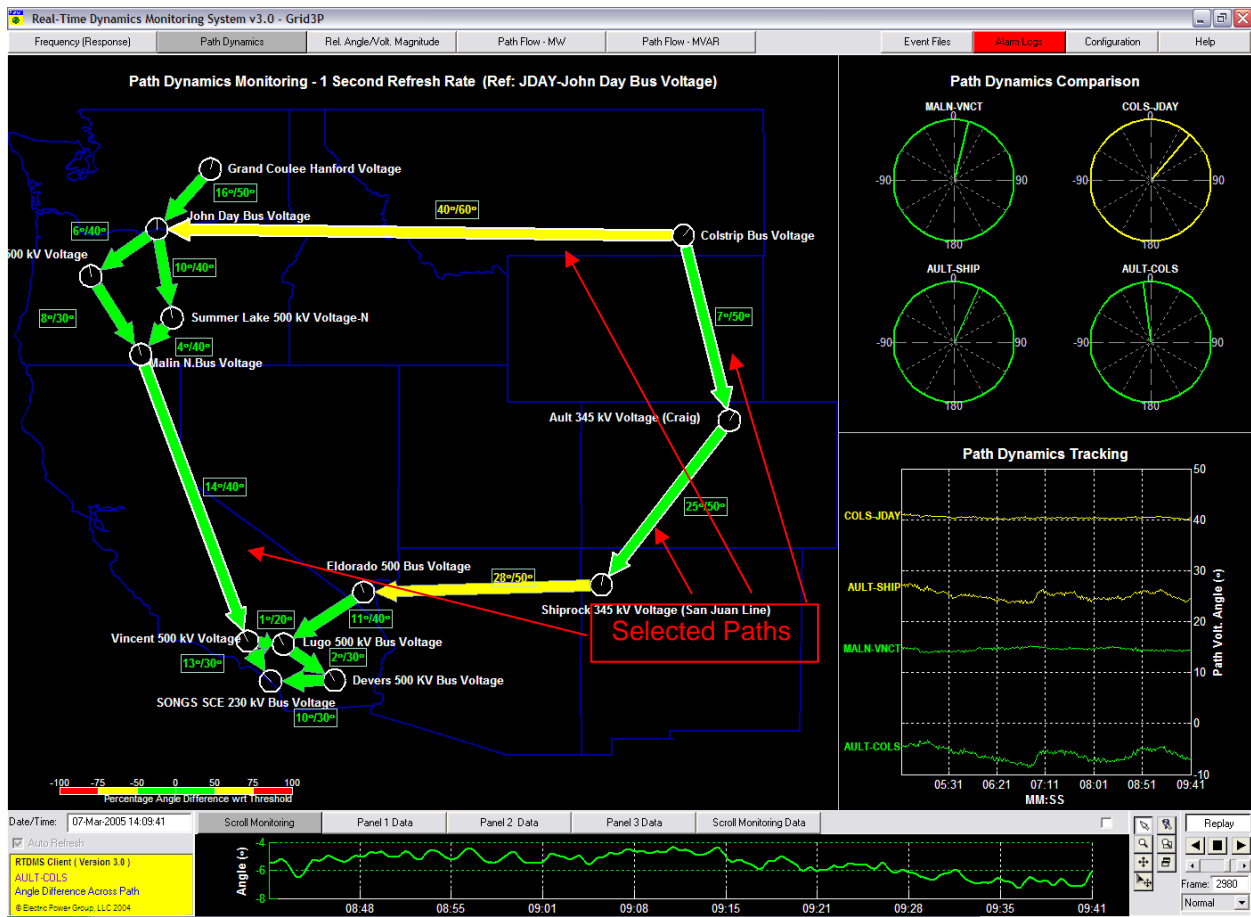 Real-Time Dynamics Monitoring System v3.0 - Grid3P
Frequency (Response)
Path Dynamics
Rel. Angle/Volt. Magnitude
Path Flow - MW
Path Flow - MVAR
Event Files
Alarm Logs
Configuration
Help
Path Dynamics Monitoring - 1 Second Refresh Rate (Ref: JDAY-John Day Bus Voltage)
Grand Coulee Hanford Voltage
16º/50º
John Day Bus Voltage
40º/60º
6º/40º
Colstrip Bus Voltage
500 kV Voltage
10º/40º
8º/30º
Summer Lake 500 kV Voltage-N
7º/50º
4º/40º
Malin N.Bus Voltage
Ault 345 kV Voltage (Craig)
14º/40º
25º/50º
Eldorado 500 Bus Voltage
28º/50º
Shiprock 345 kV Voltage (San Juan Line)
11º/40º
1º/20º
Selected Paths
Vincent 500 kV Voltage
Lugo 500 kV Bus Voltage
13º/30º
2º/30º
Devers 500 KV Bus Voltage
SONGS SCE 230 kV Bus Voltage
10º/30º
-100 -75 -50 0 50 75 100
Percentage Angle Difference wrt Threshold
Path Dynamics Comparison
MALN-VNCT
0
-90
90
180
COLS-JDAY
0
-90
90
180
AULT-SHIP
0
-90
90
180
AULT-COLS
0
-90
90
180
Path Dynamics Tracking
COLS-JDAY
AULT-SHIP
MALN-VNCT
AULT-COLS
50
40
30
20
10
0
-10
Path Volt. Angle (º)
05:31 06:21 07:11 08:01 08:51 09:41
MM:SS
Date/Time: 07-Mar-2005 14:09:41
Auto Refresh
RTDMS Client ( Version 3.0 )
AULT-COLS
Angle Difference Across Path
© Electric Power Group, LLC 2004
Scroll Monitoring
Panel 1 Data
Panel 2 Data
Panel 3 Data
Scroll Monitoring Data
Angle (º)
-4
-6
-8
08:48 08:55 09:01 09:08 09:15 09:21 09:28 09:35 09:41
Replay
Frame: 2980
Normal